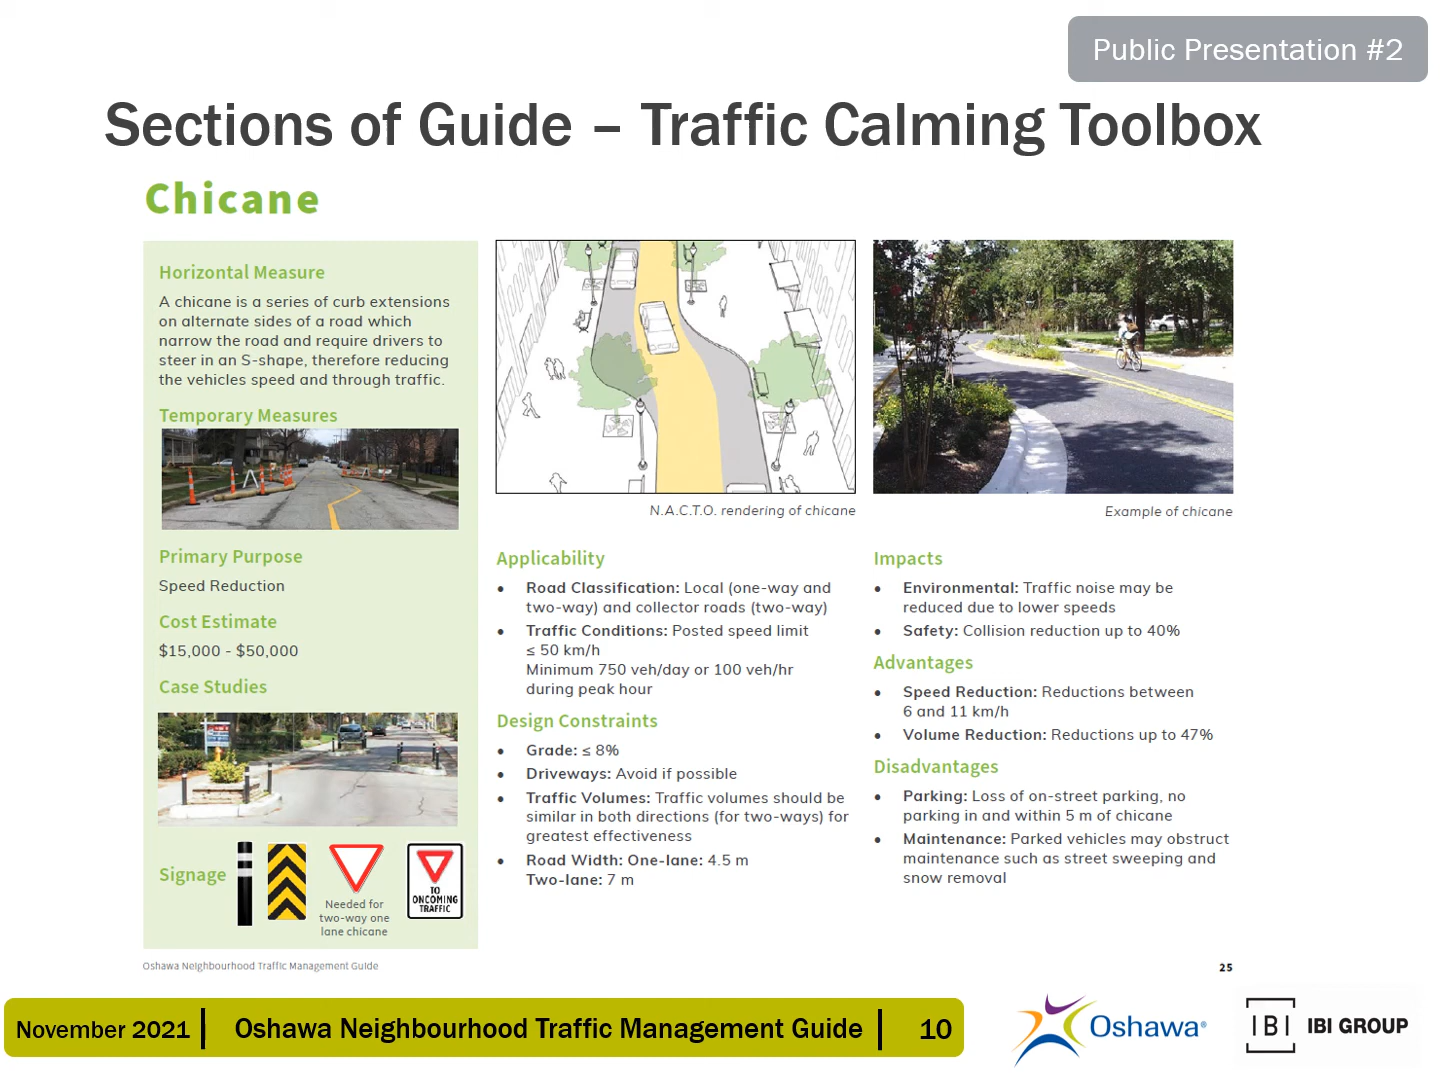 Public Presentation #2
Sections of Guide – Traffic Calming Toolbox
Chicane
Horizontal Measure
A chicane is a series of curb extensions
on alternate sides of a road which
narrow the road and require drivers to
steer in an S-shape, therefore reducing
the vehicles speed and through traffic.
Temporary Measures
Primary Purpose
Speed Reduction
Cost Estimate
$15,000 - $50,000
Case Studies
Signage
Needed for
two-way one
lane chicane
TO
ONCOMING
TRAFFIC
N.A.C.T.O. rendering of chicane
Applicability
• Road Classification: Local (one-way and
two-way) and collector roads (two-way)
• Traffic Conditions: Posted speed limit
≤ 50 km/h
Minimum 750 veh/day or 100 veh/hr
during peak hour
Design Constraints
• Grade: ≤ 8%
• Driveways: Avoid if possible
• Traffic Volumes: Traffic volumes should be
similar in both directions (for two-ways) for
greatest effectiveness
• Road Width: One-lane: 4.5 m
Two-lane: 7 m
Example of chicane
Impacts
• Environmental: Traffic noise may be
reduced due to lower speeds
• Safety: Collision reduction up to 40%
Advantages
• Speed Reduction: Reductions between
6 and 11 km/h
• Volume Reduction: Reductions up to 47%
Disadvantages
• Parking: Loss of on-street parking, no
parking in and within 5 m of chicane
• Maintenance: Parked vehicles may obstruct
maintenance such as street sweeping and
snow removal
Oshawa Neighbourhood Traffic Management Guide
25
November 2021 | Oshawa Neighbourhood Traffic Management Guide | 10
Oshawa®
IBI IBI GROUP